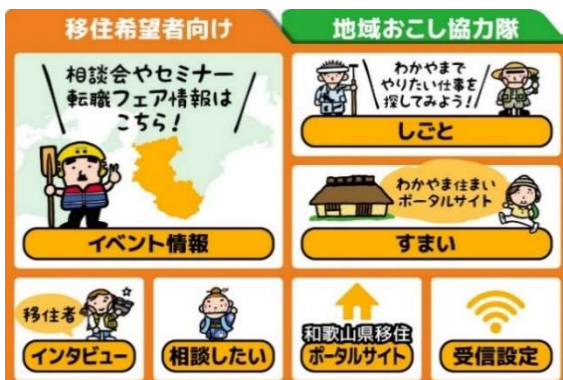 移住希望者向け
地域おこし協力隊
相談会やセミナー
転職フェア情報は
こちら!
イベント情報
わかやまで
やりたい仕事を
探してみよう!
しごと
わかやま住まい
ポータルサイト
すまい
移住者
インタビュー
相談したい
和歌山県移住
ポータルサイト
受信設定